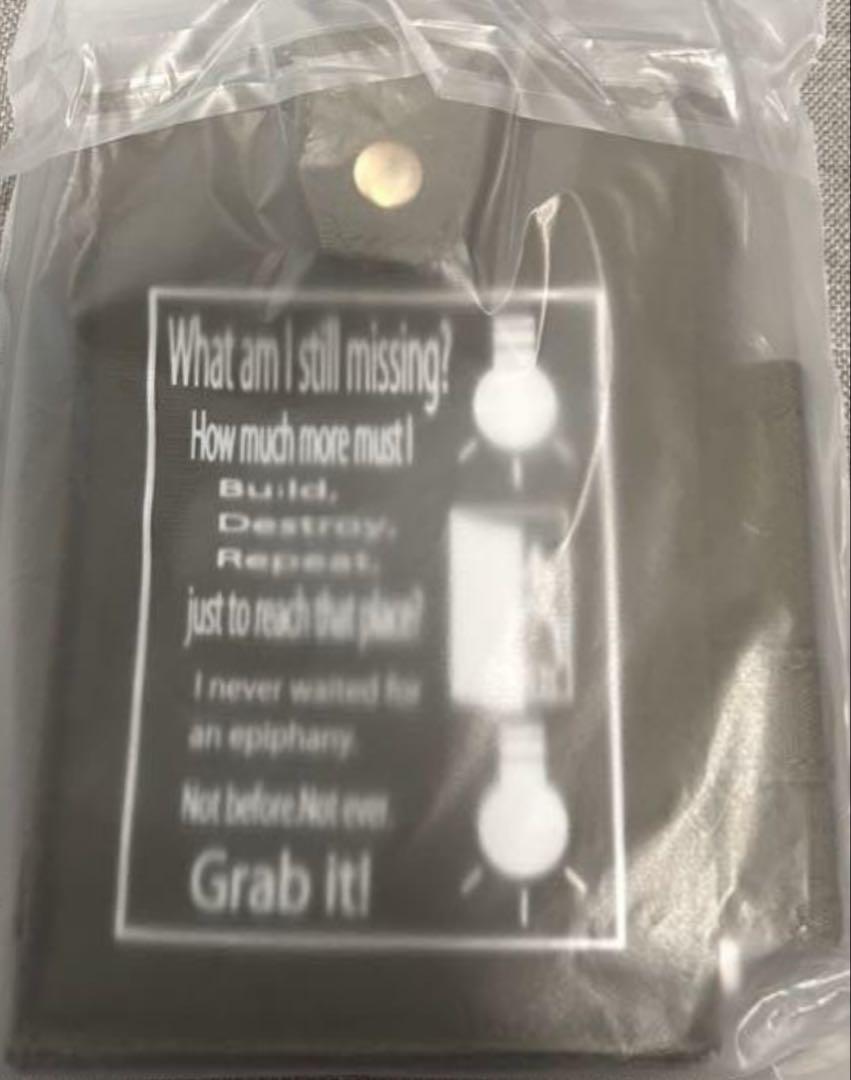 What am I still missing?
How much more must I
Build,
Destroy,
Repeat,
just to reach that place?
I never waited for
an epiphany.
Not before.Not ever.
Grab it!